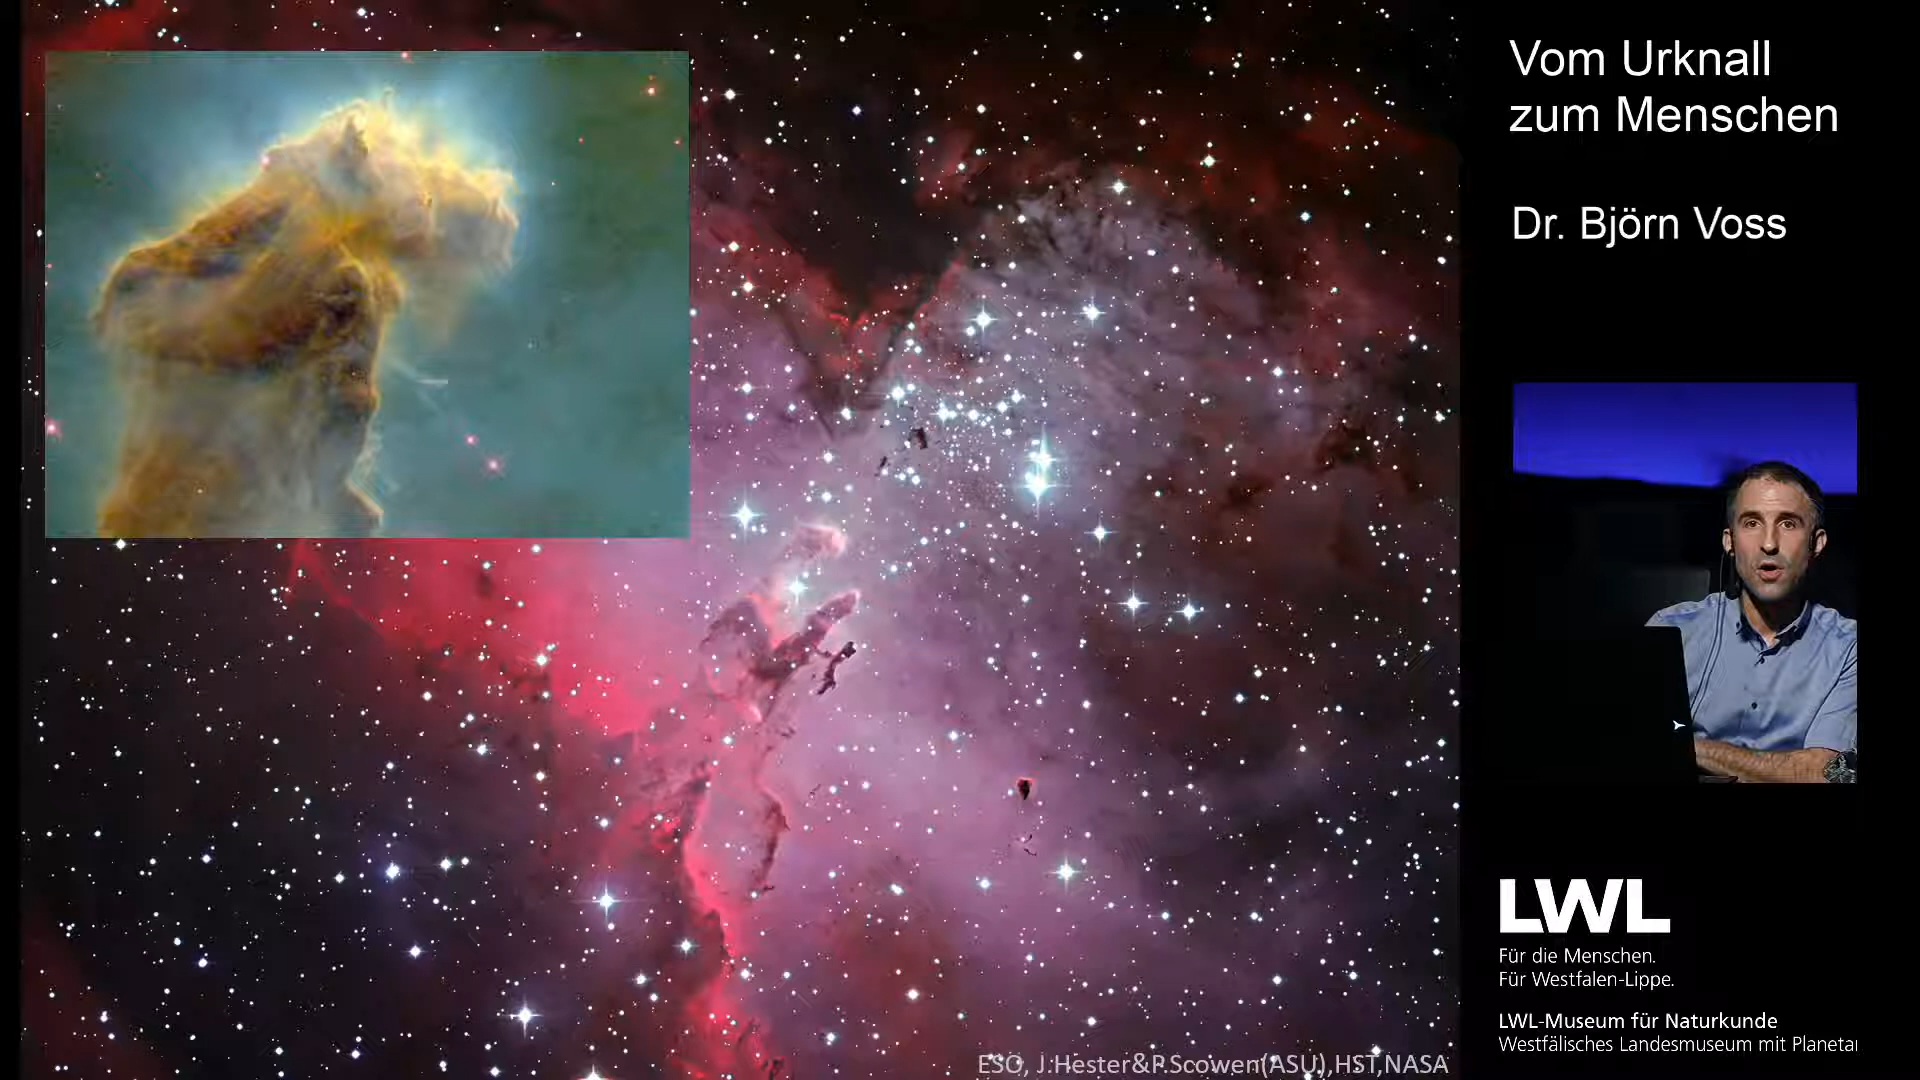 Vom Urknall
zum Menschen
Dr. Björn Voss
LWL
Für die Menschen.
Für Westfalen-Lippe.
LWL-Museum für Naturkunde
Westfälisches Landesmuseum mit Planetar
ESO, J.Hester&P.Scowen(ASU),HST,NASA